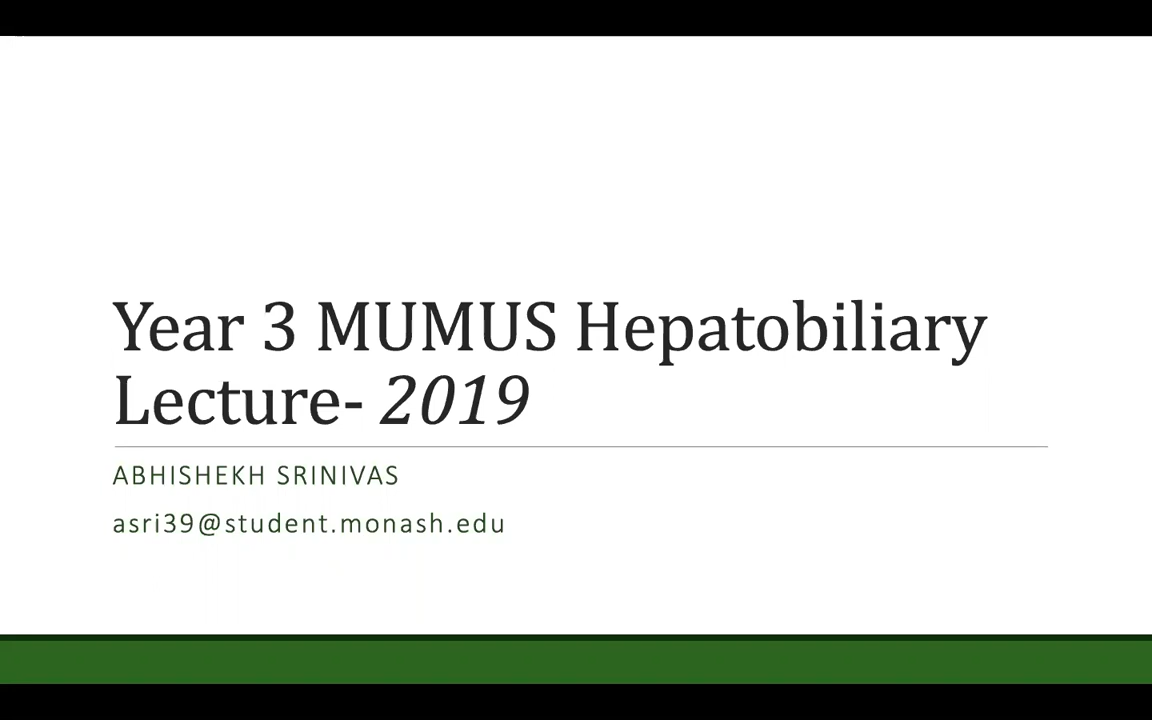 Year 3 MUMUS Hepatobiliary
Lecture- 2019
ABHISHEKH SRINIVAS
asri39@student.monash.edu